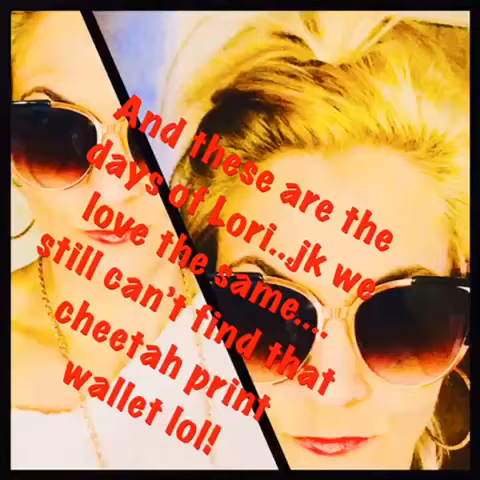 And these are the
days of Lori..jk we
love the same....
still can't find that
cheetah print
wallet lol!